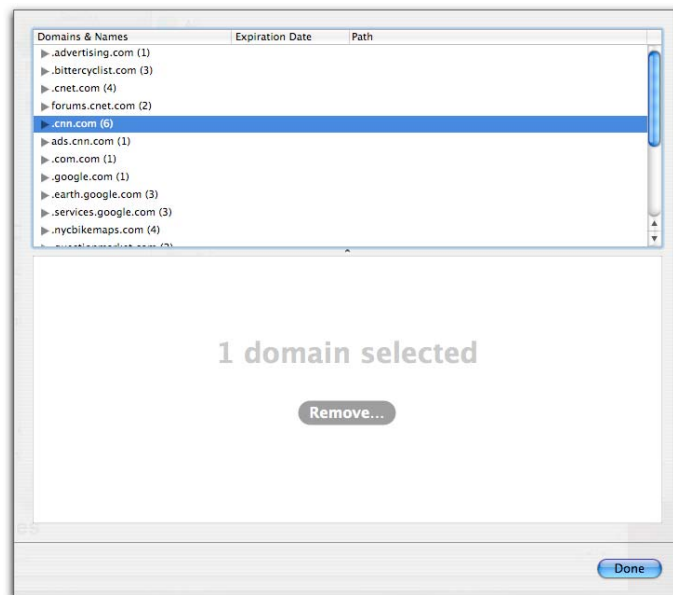 Domains & Names Expiration Date Path
.advertising.com (1)
.bittercyclist.com (3)
.cnet.com (4)
forums.cnet.com (2)
.cnn.com (6)
ads.cnn.com (1)
.com.com (1)
.google.com (1)
.earth.google.com (3)
.services.google.com (3)
.nycbikemaps.com (4)
1 domain selected
Remove...
Done